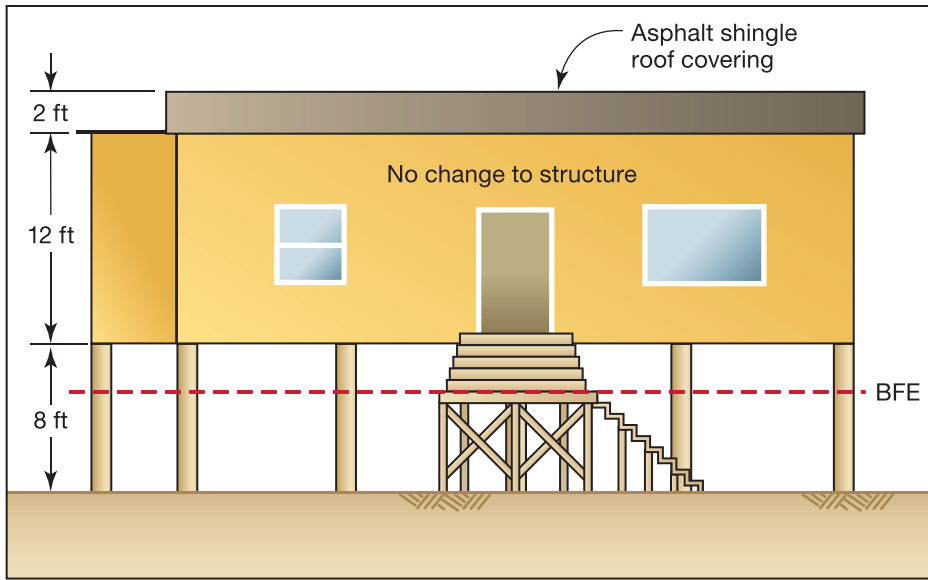 Asphalt shingle
roof covering
2 ft
No change to structure
12 ft
BFE
8 ft